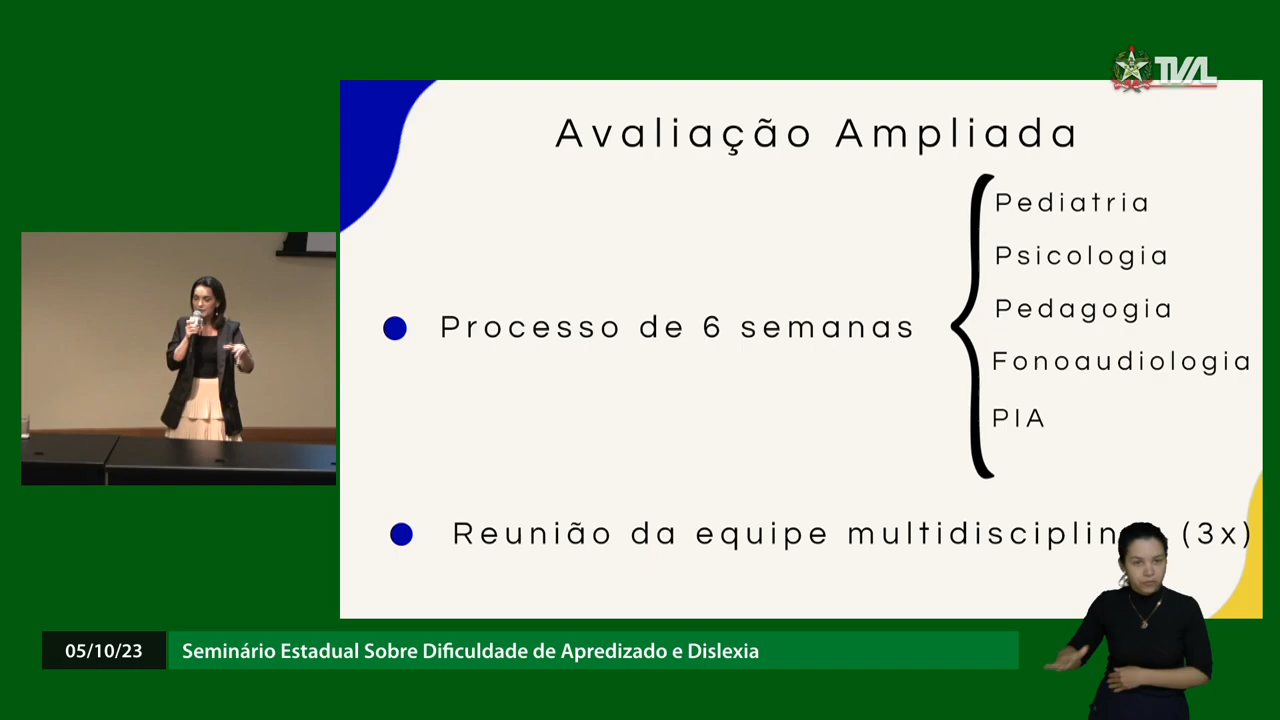 TVAL
Avaliação Ampliada
Pediatria
Psicologia
Pedagogia
Processo de 6 semanas
Fonoaudiologia
PIA
Reunião da equipe (3x)
05/10/23
Seminário Estadual Sobre Dificuldade de Apredizado e Dislexia